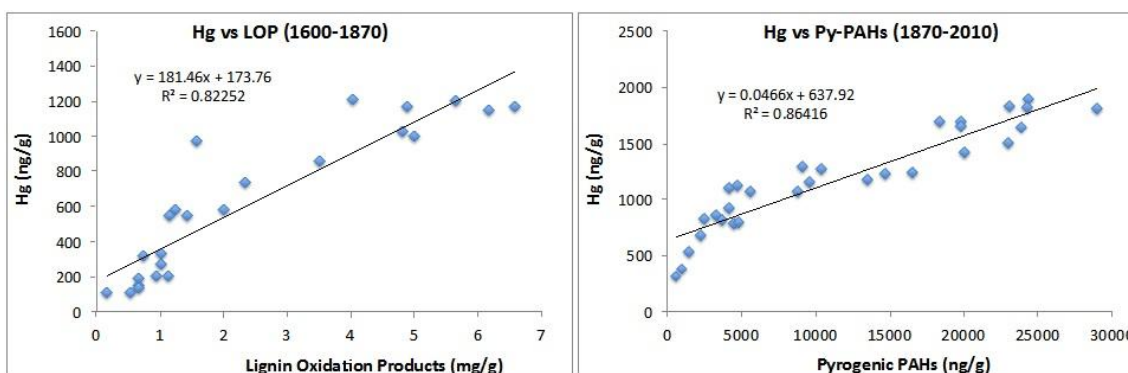 Hg vs LOP (1600-1870)
y = 181.46x + 173.76
R² = 0.82252
Hg (ng/g)
1600
1400
1200
1000
800
600
400
200
0
0 1 2 3 4 5 6 7
Lignin Oxidation Products (mg/g)
Hg vs Py-PAHs (1870-2010)
y = 0.0466x + 637.92
R² = 0.86416
Hg (ng/g)
2500
2000
1500
1000
500
0
0 5000 10000 15000 20000 25000 30000
Pyrogenic PAHs (ng/g)